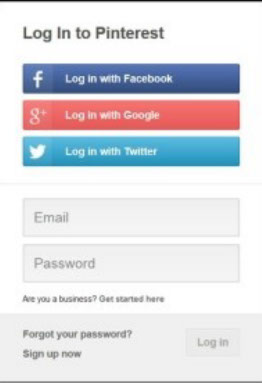 Log In to Pinterest
Log in with Facebook
Log in with Google
Log in with Twitter
Email
Password
Are you a business? Get started here
Forgot your password?
Log in
Sign up now